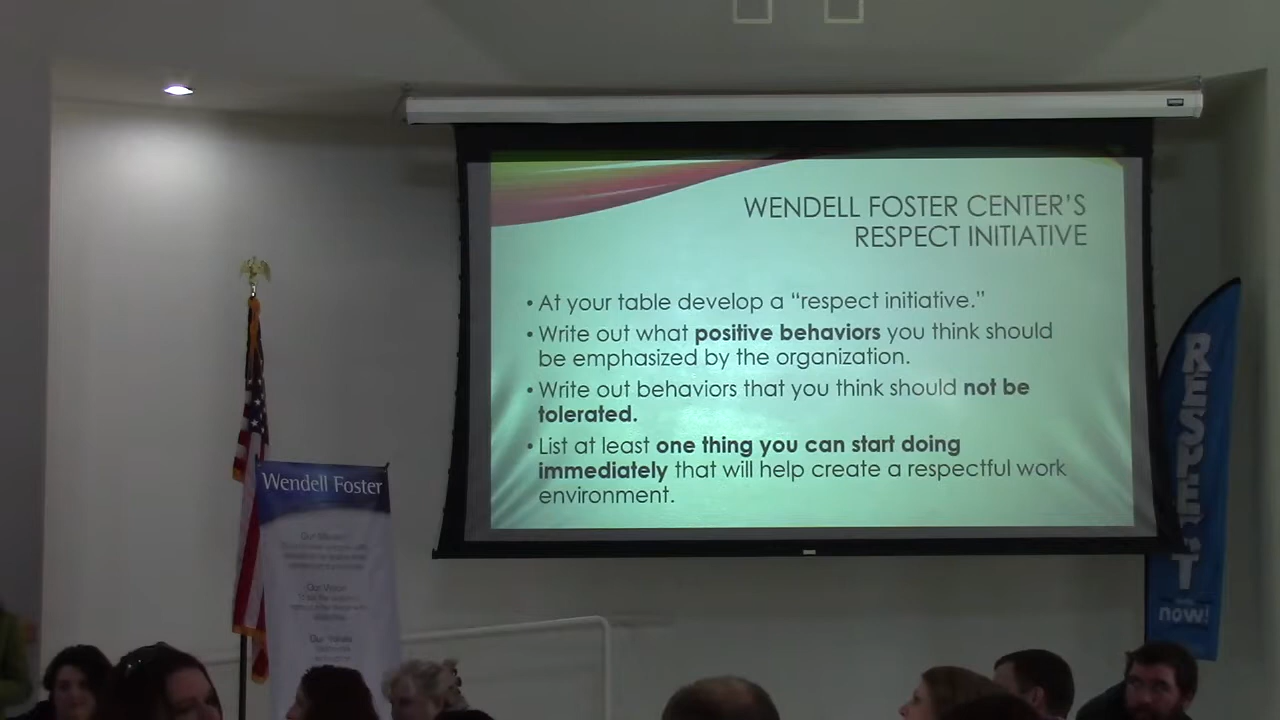 WENDELL FOSTER CENTER'S
RESPECT INITIATIVE
• At your table develop a “respect initiative.”
• Write out what positive behaviors you think should
be emphasized by the organization.
• Write out behaviors that you think should not be
tolerated.
• List at least one thing you can start doing
immediately that will help create a respectful work
environment.
Wendell Foster
Our Mission
Our Vision
Our Values
RESPECT
now!